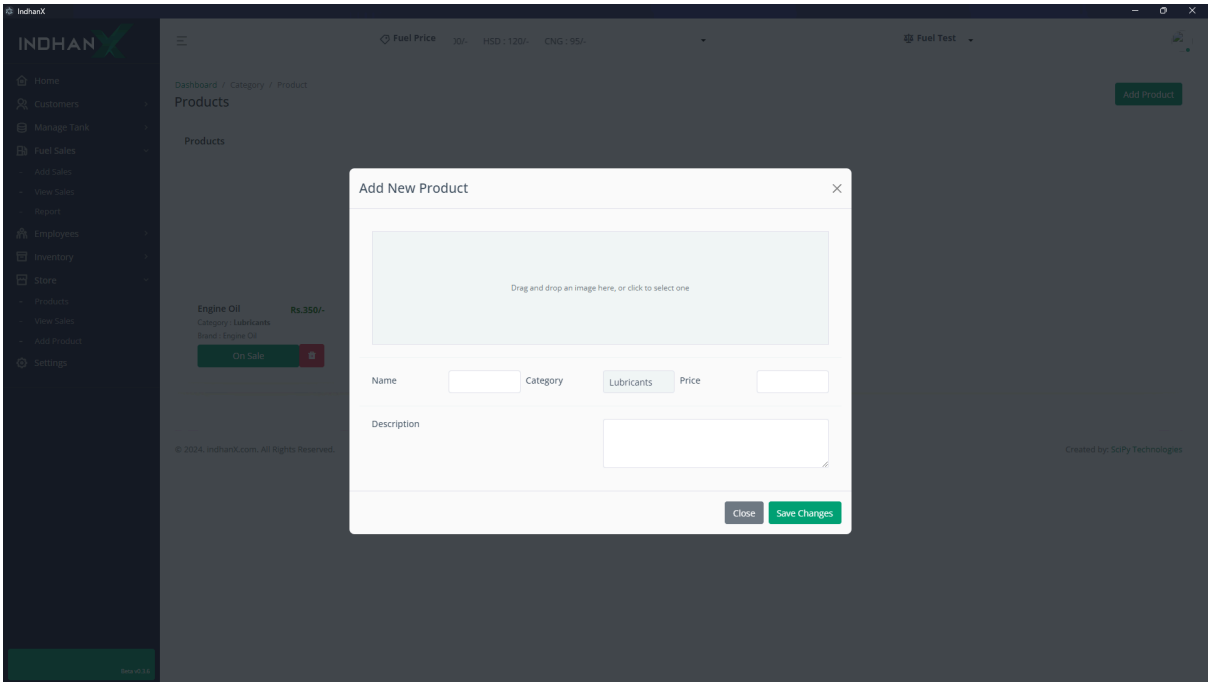 IndhanX
INDHANX
Fuel Price 30/- HSD : 120/- CNG : 95/-
Fuel Test
Home
Customers
Manage Tank
Fuel Sales
Add Sales
View Sales
Report
Employees
Inventory
Store
Products
View Sales
Add Product
Settings
Dashboard / Category / Product
Products
Add Product
Products
Engine Oil Rs.350/-
Category : Lubricants
Brand : Engine Oil
On Sale
Add New Product
Drag and drop an image here, or click to select one
Name Category Lubricants Price
Description
Close Save Changes
© 2024. IndhanX.com. All Rights Reserved.
Created by: SciPy Technologies